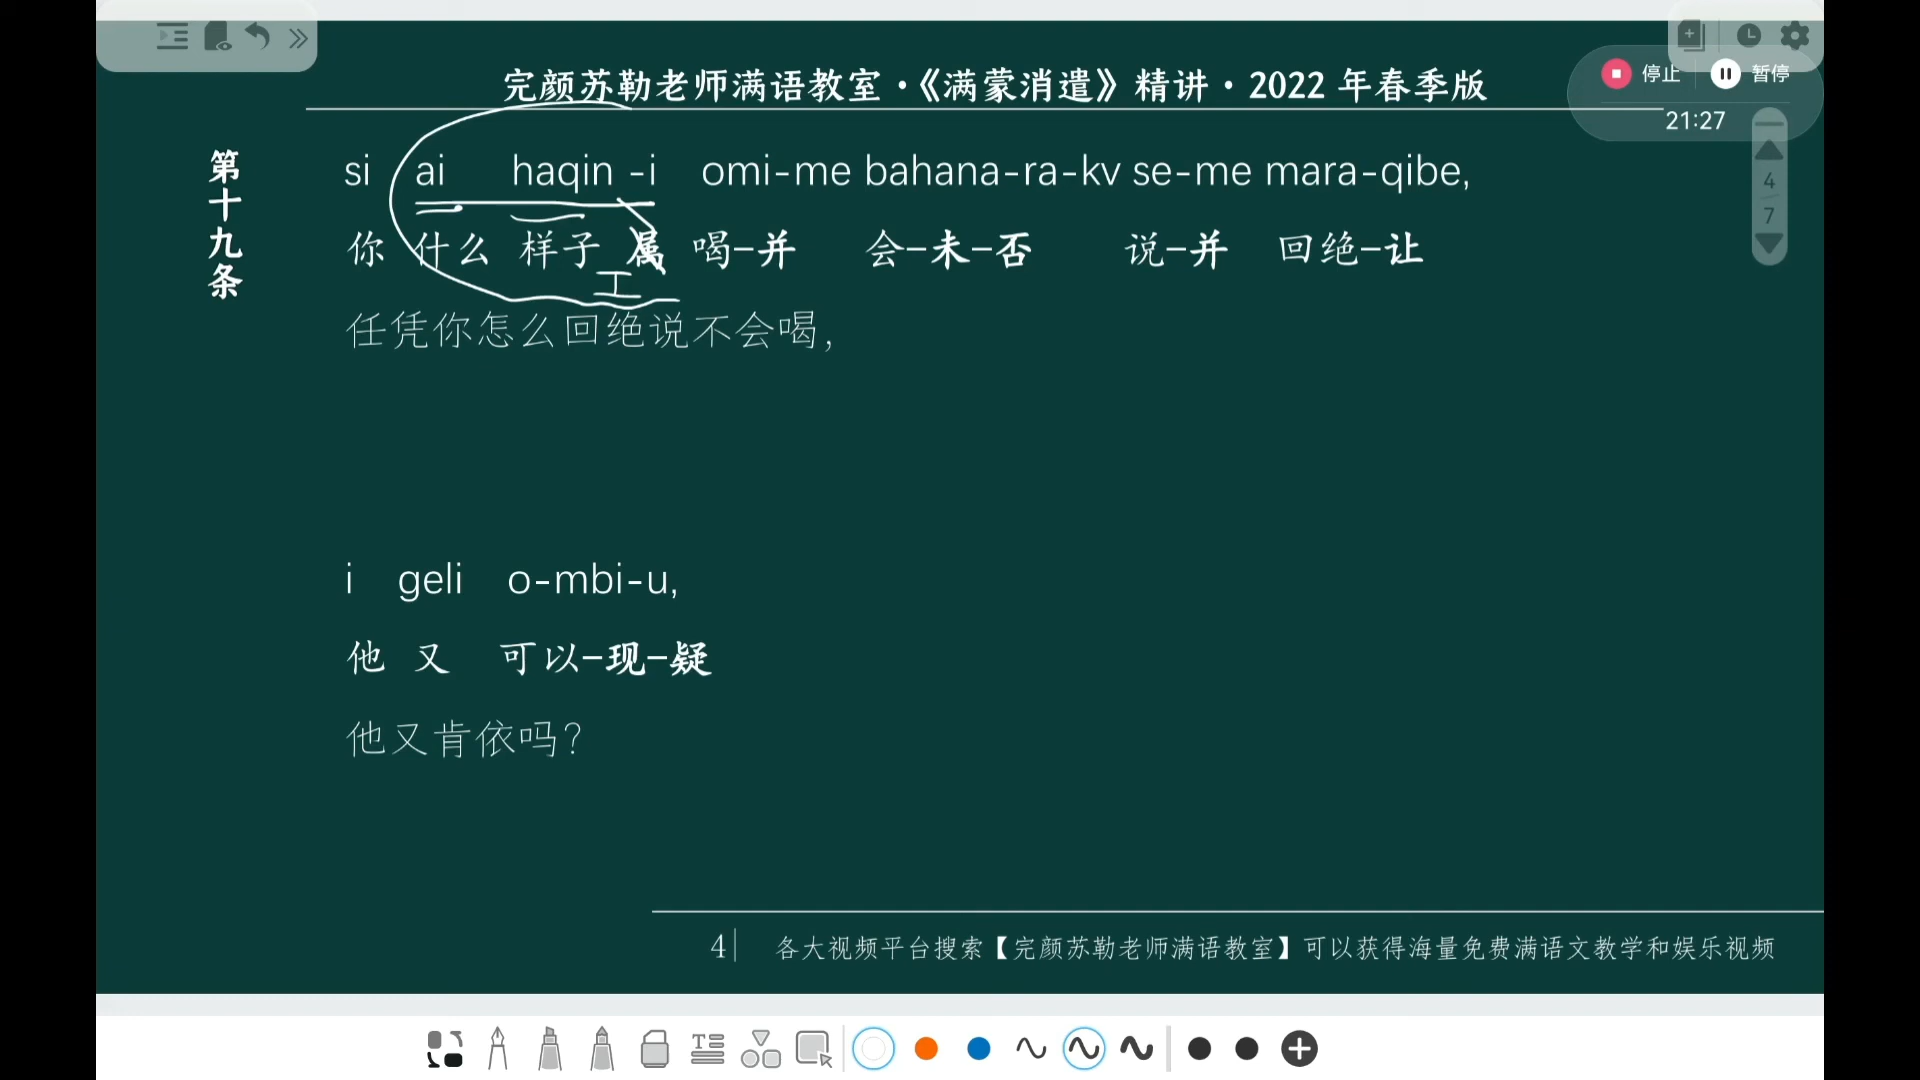 停止 暂停
21:27
完颜苏勒老师满语教室·《满蒙消遣》精讲·2022 年春季版
第十九条
si ai haqin -i omi-me bahana-ra-kv se-me mara-qibe,
你 什么 样子 属 喝-并 会-未-否 说-并 回绝-让
工
任凭你怎么回绝说不会喝，
4
7
i geli o-mbi-u,
他 又 可以-现-疑
他又肯依吗？
4 各大视频平台搜索【完颜苏勒老师满语教室】可以获得海量免费满语文教学和娱乐视频